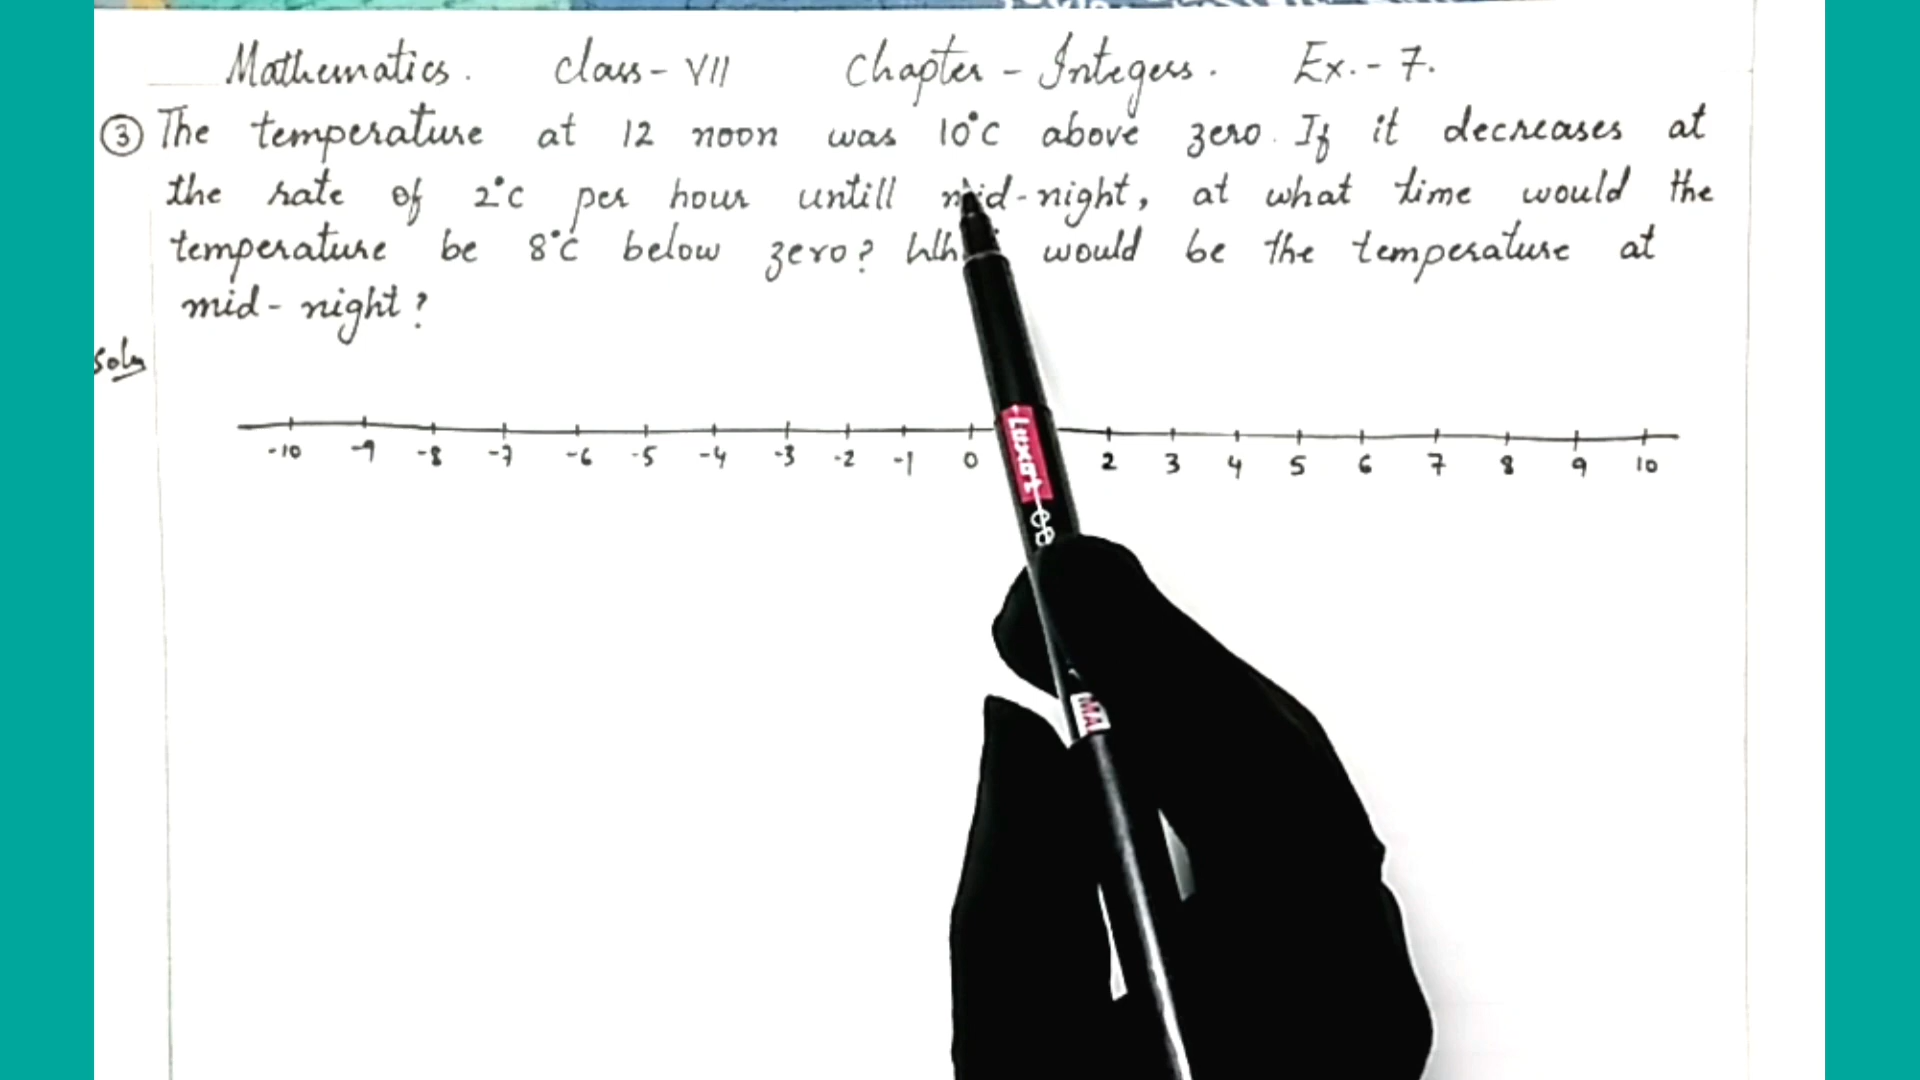 Mathematics. Class-VII Chapter - Integers. Ex.-7.
③ The temperature at 12 noon was 10°C above zero. If it decreases at
the rate of 2°C per hour untill mid-night, at what time would the
temperature be 8°C below zero? would be the temperature at
mid-night?
Soln
-10 -9 -8 -7 -6 -5 -4 -3 -2 -1 0 2 3 4 5 6 7 8 9 10
Luxor